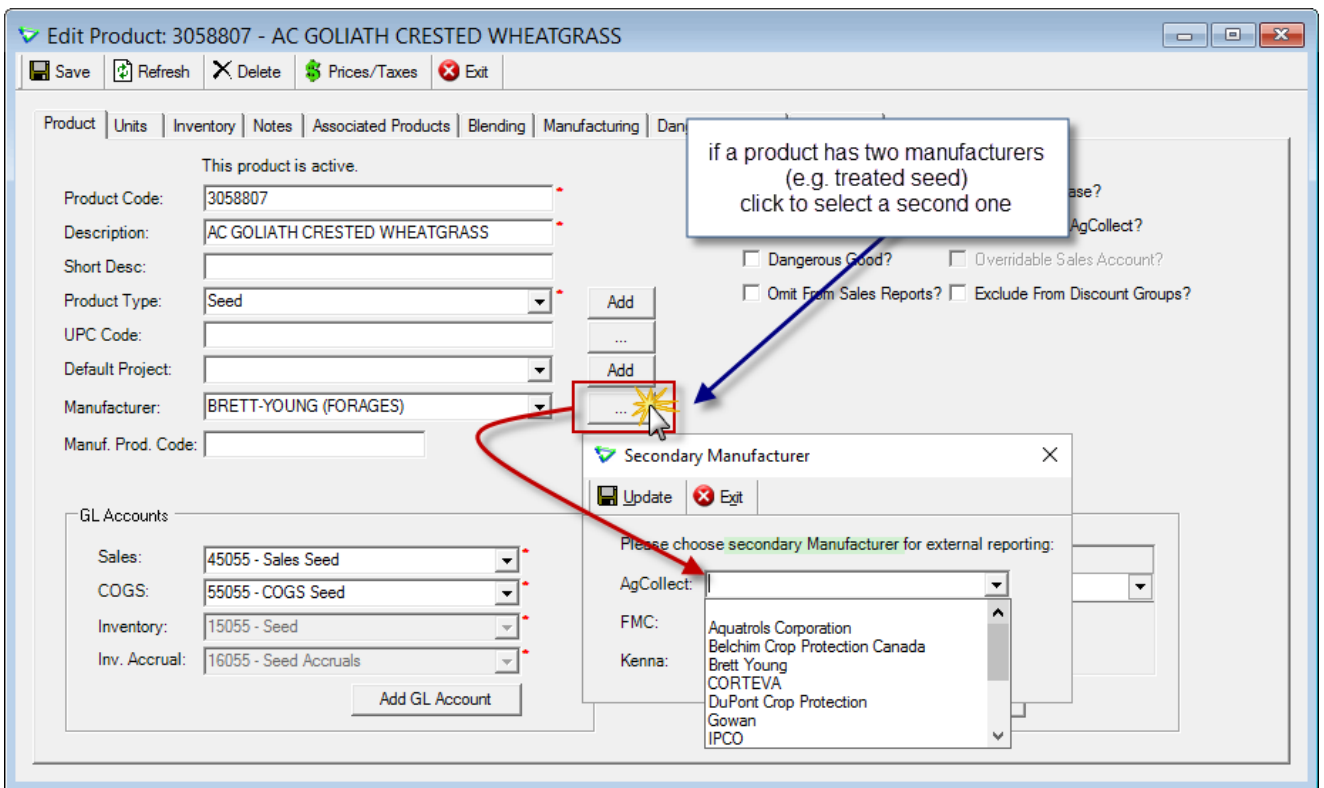 Edit Product: 3058807 - AC GOLIATH CRESTED WHEATGRASS
Save Refresh Delete Prices/Taxes Exit
Product Units Inventory Notes Associated Products Blending Manufacturing
if a product has two manufacturers
(e.g. treated seed)
click to select a second one
This product is active.
Product Code: 3058807 *
Description: AC GOLIATH CRESTED WHEATGRASS *
AgCollect?
Short Desc:
Dangerous Good? Overridable Sales Account?
Product Type: Seed * Add
Omit From Sales Reports? Exclude From Discount Groups?
UPC Code: ...
Default Project: Add
Manufacturer: BRETT-YOUNG (FORAGES) ...
Manuf. Prod. Code:
Secondary Manufacturer
Update Exit
Please choose secondary Manufacturer for external reporting:
AgCollect:
FMC:
Kenna:
Aquatrols Corporation
Belchim Crop Protection Canada
Brett Young
CORTEVA
DuPont Crop Protection
Gowan
IPCO
GL Accounts
Sales: 45055 - Sales Seed *
COGS: 55055 - COGS Seed *
Inventory: 15055 - Seed *
Inv. Accrual: 16055 - Seed Accruals *
Add GL Account